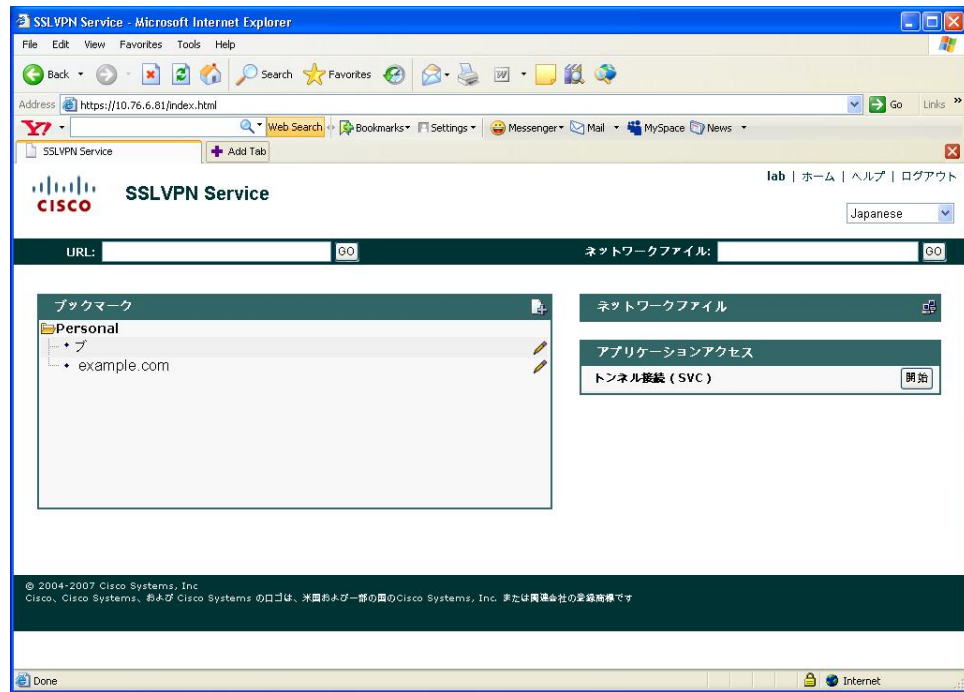 SSLVPN Service - Microsoft Internet Explorer
File Edit View Favorites Tools Help
Back Search Favorites
Address https://10.76.6.81/index.html Go Links »
Y! Web Search Bookmarks Settings Messenger Mail MySpace News
SSLVPN Service Add Tab
lab | ホーム | ヘルプ | ログアウト
CISCO SSLVPN Service
Japanese
URL: GO ネットワークファイル: GO
ブックマーク
Personal
ブ
example.com
ネットワークファイル
アプリケーションアクセス
トンネル接続 ( SVC ) 開始
© 2004-2007 Cisco Systems, Inc
Cisco、Cisco Systems、および Cisco Systems のロゴは、米国および一部の国のCisco Systems, Inc. または関連会社の登録商標です
Done Internet